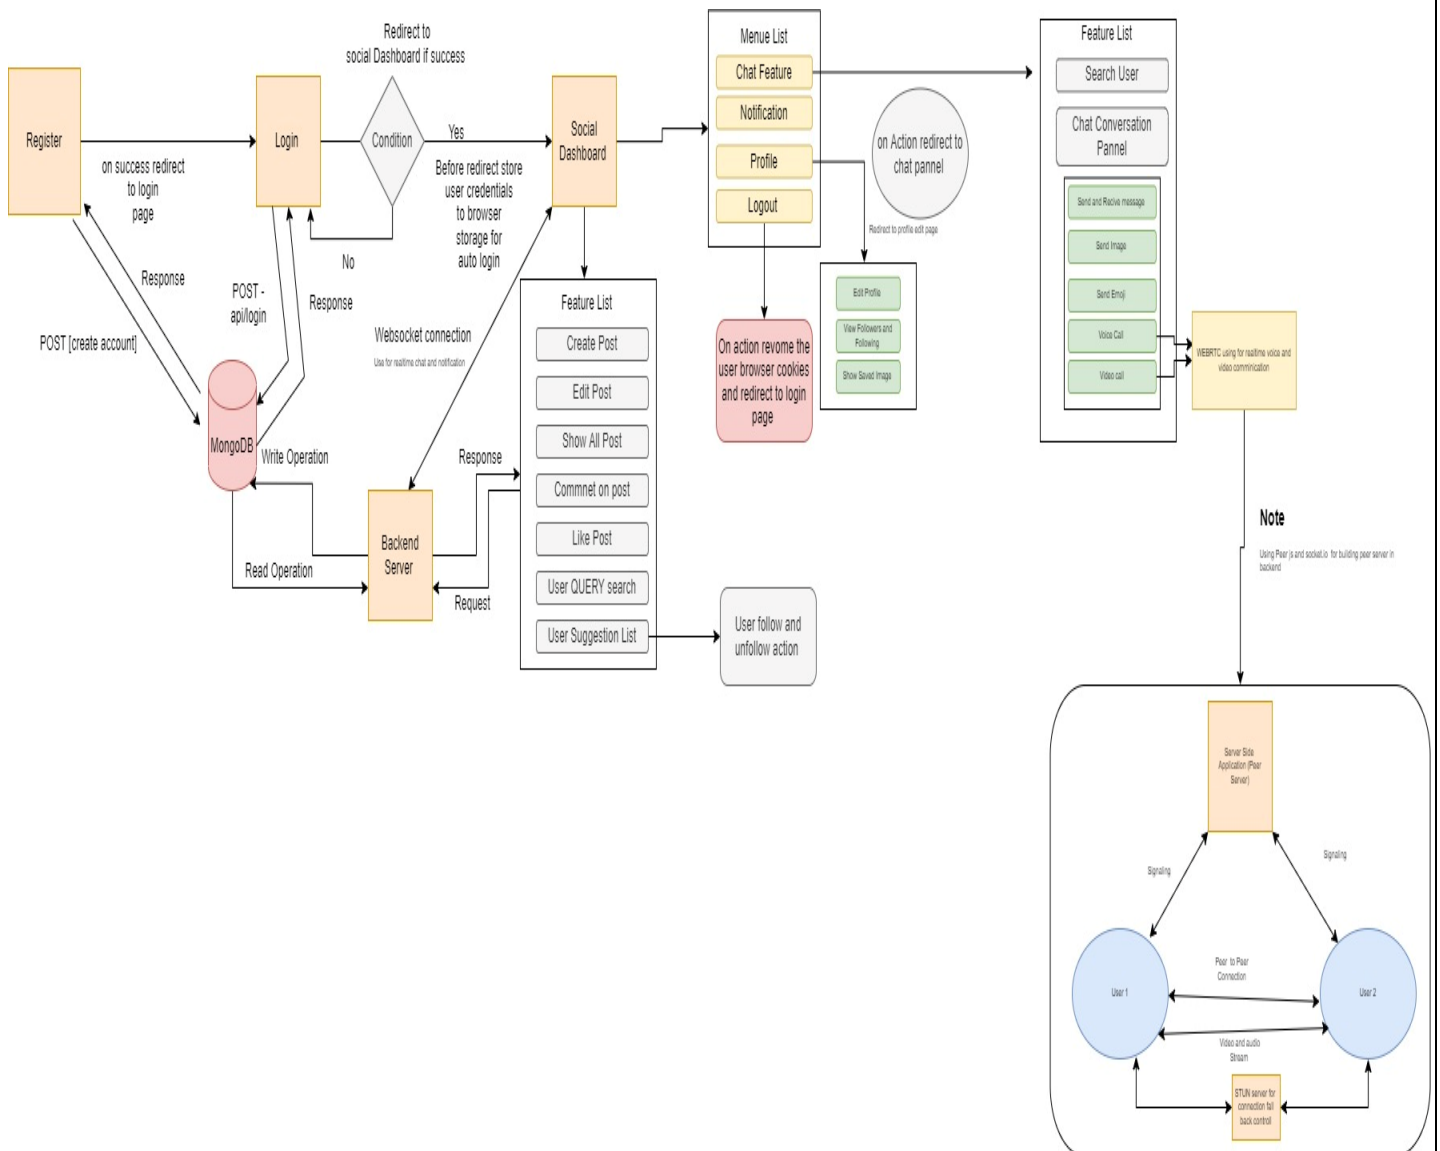 Redirect to
social Dashboard if success
Register
Login
Condition
Yes
Social
Dashboard
on success redirect
to login
page
Before redirect store
user credentials
to browser
storage for
auto login
No
Response
POST -
api/login
Response
POST [create account]
MongoDB
Write Operation
Read Operation
Websocket connection
Use for realtime chat and notification
Backend
Server
Response
Request
Feature List
Create Post
Edit Post
Show All Post
Commnet on post
Like Post
User QUERY search
User Suggestion List
User follow and
unfollow action
Menue List
Chat Feature
Notification
Profile
Logout
on Action redirect to
chat pannel
Redirect to profile edit page
Edit Profile
View Followers and
Following
Show Saved Image
On action revome the
user browser cookies
and redirect to login
page
Feature List
Search User
Chat Conversation
Pannel
Send and Recive message
Send Image
Send Emoji
Voice Call
Video call
WEBRTC using for realtime voice and
video comminication
Note
Using Peer js and socket.io for building peer server in
backend
Server Side
Application (Peer
Server)
Signaling
Signaling
User 1
Peer to Peer
Connection
User 2
Video and audio
Stream
STUN server for
connection fall
back controll